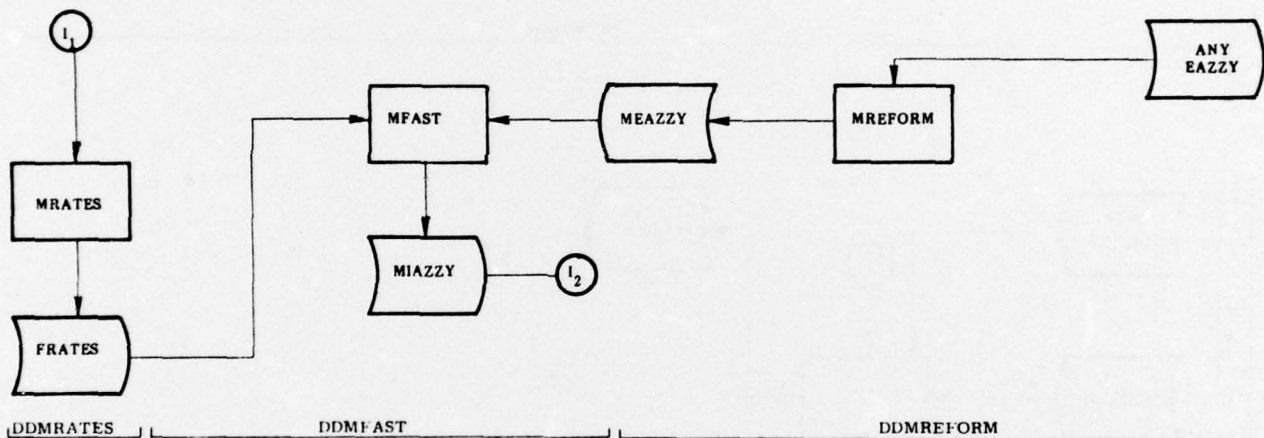 I1
ANY
EAZZY
MFAST
MEAZZY
MREFORM
MRATES
MIAZZY
I2
FRATES
DDMRATES
DDMFAST
DDMREFORM